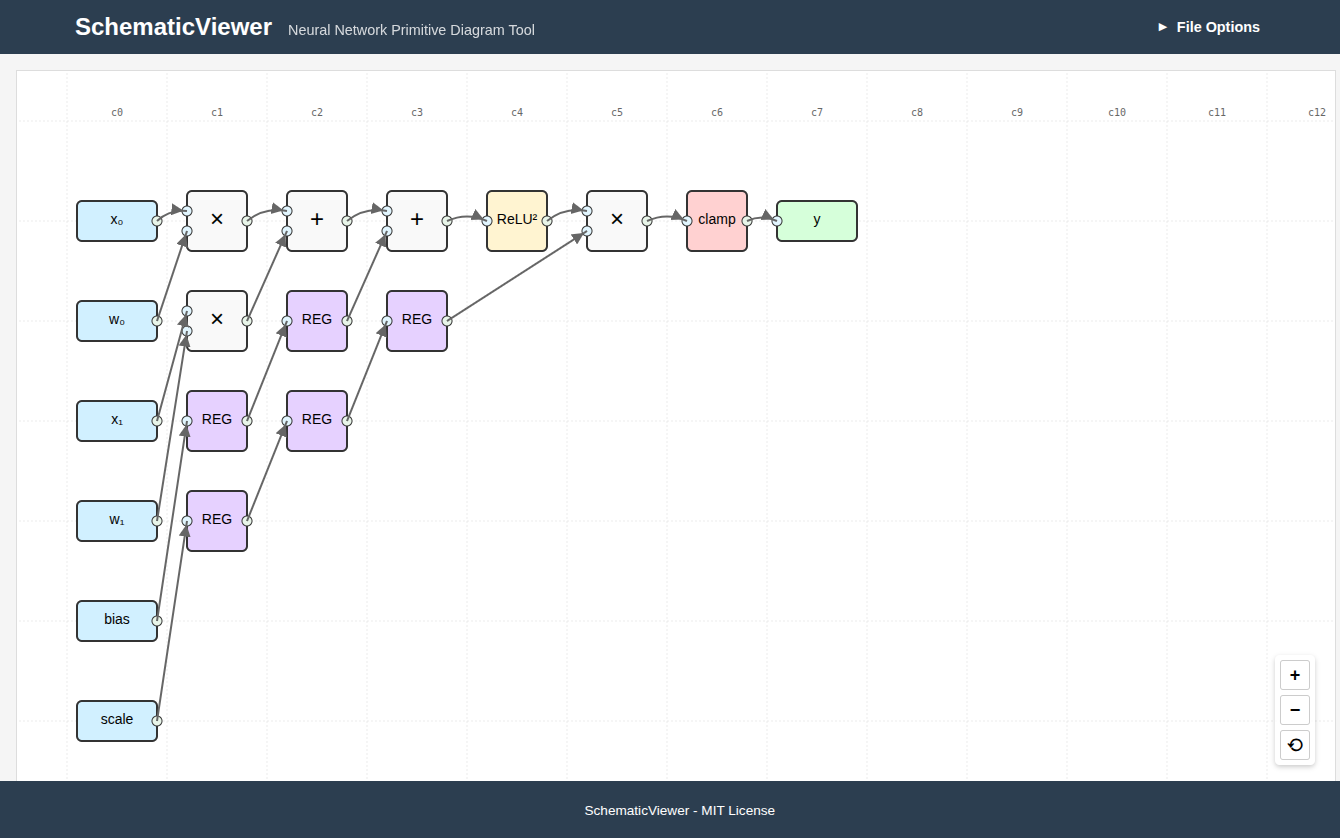 SchematicViewer Neural Network Primitive Diagram Tool ► File Options
c0 c1 c2 c3 c4 c5 c6 c7 c8 c9 c10 c11 c12
x₀ × + + ReLU² × clamp y
w₀ × REG REG
x₁ REG REG
w₁ REG
bias
scale
+
−
⟲
SchematicViewer - MIT License